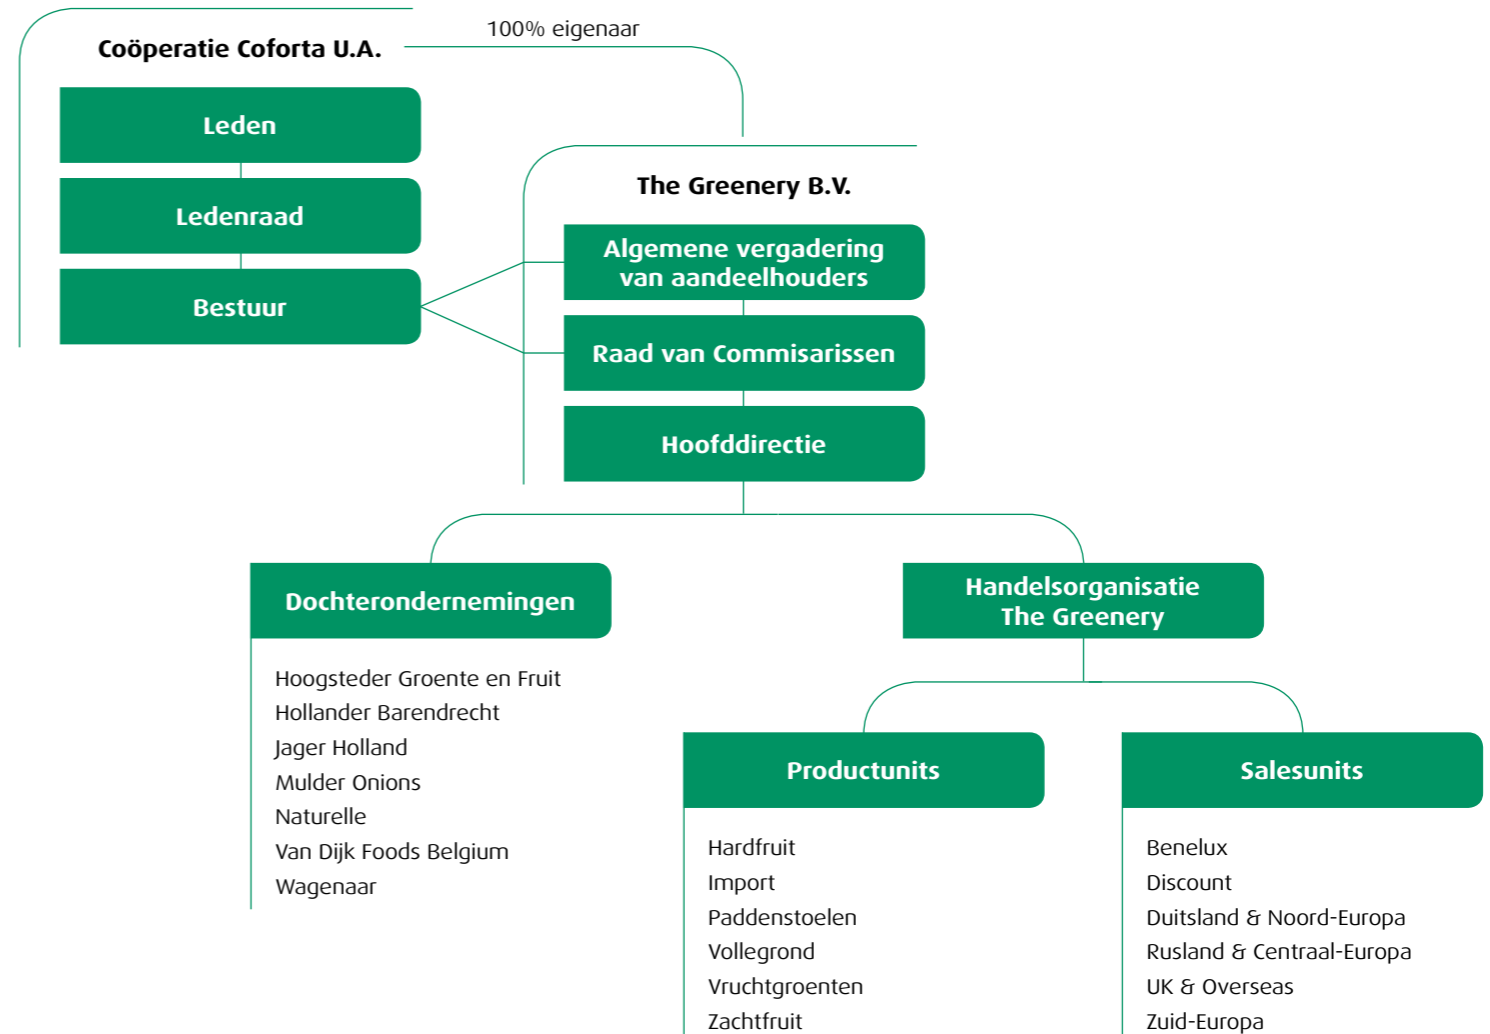 Coöperatie Coforta U.A.
100% eigenaar
Leden
Ledenraad
Bestuur
The Greenery B.V.
Algemene vergadering
van aandeelhouders
Raad van Commisarissen
Hoofddirectie
Dochterondernemingen
Hoogsteder Groente en Fruit
Hollander Barendrecht
Jager Holland
Mulder Onions
Naturelle
Van Dijk Foods Belgium
Wagenaar
Handelsorganisatie
The Greenery
Productunits
Hardfruit
Import
Paddenstoelen
Vollegrond
Vruchtgroenten
Zachtfruit
Salesunits
Benelux
Discount
Duitsland & Noord-Europa
Rusland & Centraal-Europa
UK & Overseas
Zuid-Europa